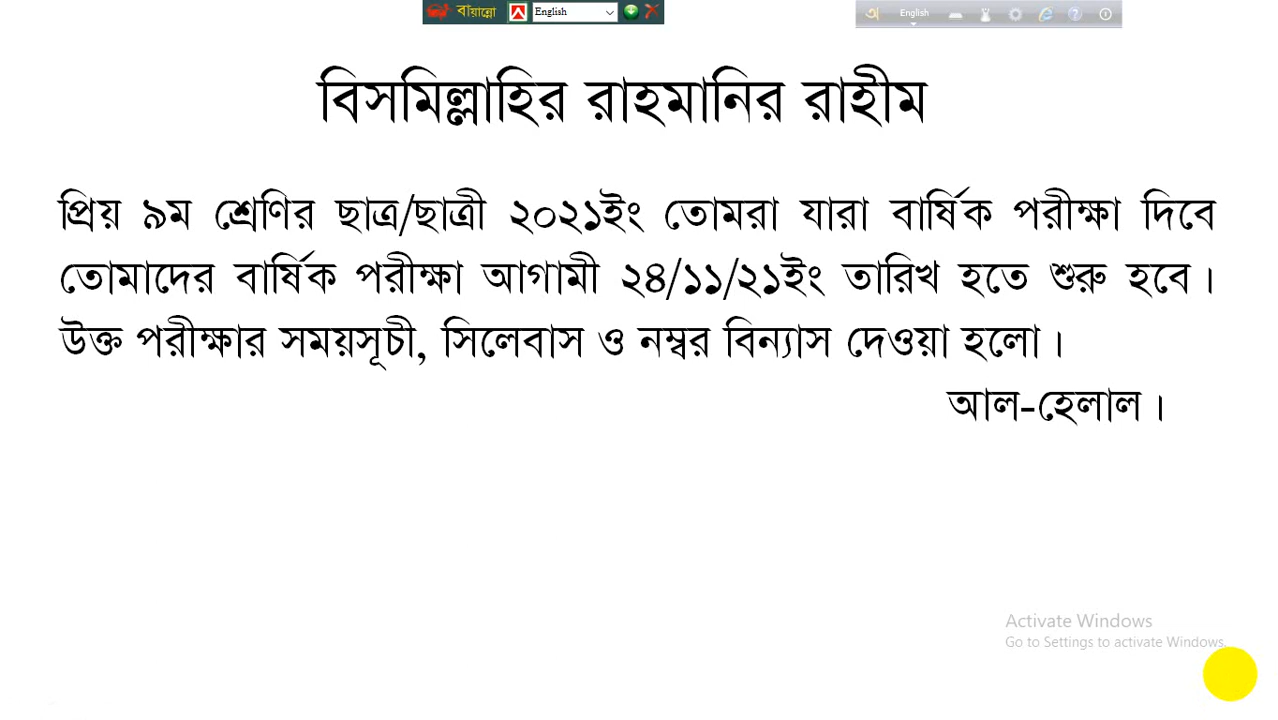 বাঁয়ান্নো English English
বিসমিল্লাহির রাহমানির রাহীম
প্রিয় ৯ম শ্রেণির ছাত্র/ছাত্রী ২০২১ইং তোমরা যারা বার্ষিক পরীক্ষা দিবে
তোমাদের বার্ষিক পরীক্ষা আগামী ২৪/১১/২১ইং তারিখ হতে শুরু হবে।
উক্ত পরীক্ষার সময়সূচী, সিলেবাস ও নম্বর বিন্যাস দেওয়া হলো।
আল-হেলাল।
Activate Windows
Go to Settings to activate Windows.